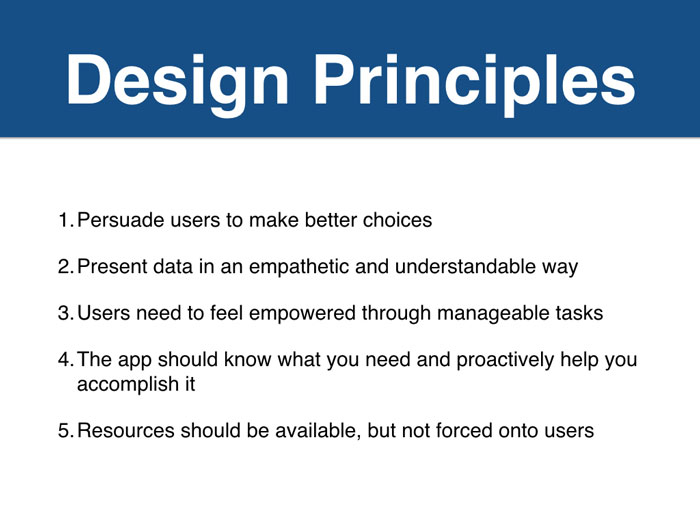 Design Principles
1. Persuade users to make better choices
2. Present data in an empathetic and understandable way
3. Users need to feel empowered through manageable tasks
4. The app should know what you need and proactively help you
accomplish it
5. Resources should be available, but not forced onto users